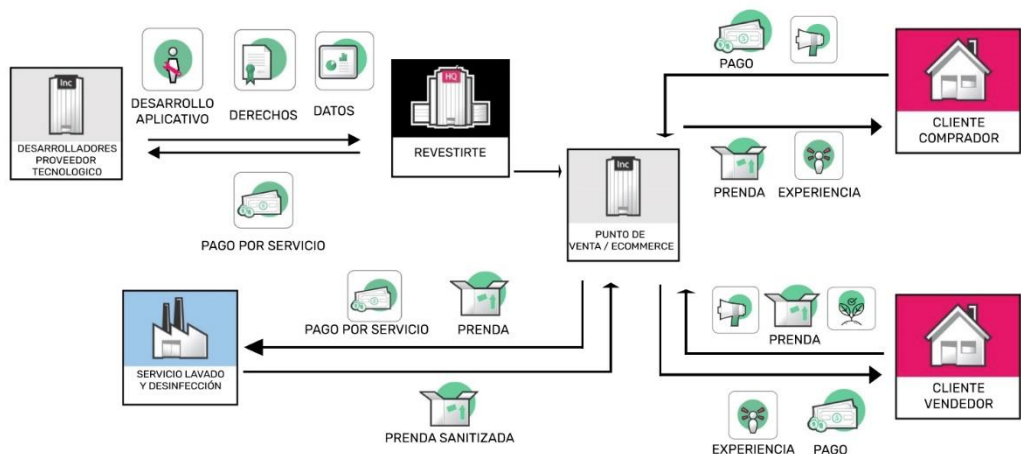 PAGO
Inc
DESARROLLADORES
PROVEEDOR
TECNOLOGICO
DESARROLLO
APLICATIVO
DERECHOS
DATOS
HQ
REVESTIRTE
CLIENTE
COMPRADOR
PAGO POR SERVICIO
Inc
PUNTO DE
VENTA / ECOMMERCE
PRENDA
EXPERIENCIA
SERVICIO LAVADO
Y DESINFECCIÓN
PAGO POR SERVICIO
PRENDA
PRENDA SANITIZADA
PRENDA
CLIENTE
VENDEDOR
EXPERIENCIA
PAGO